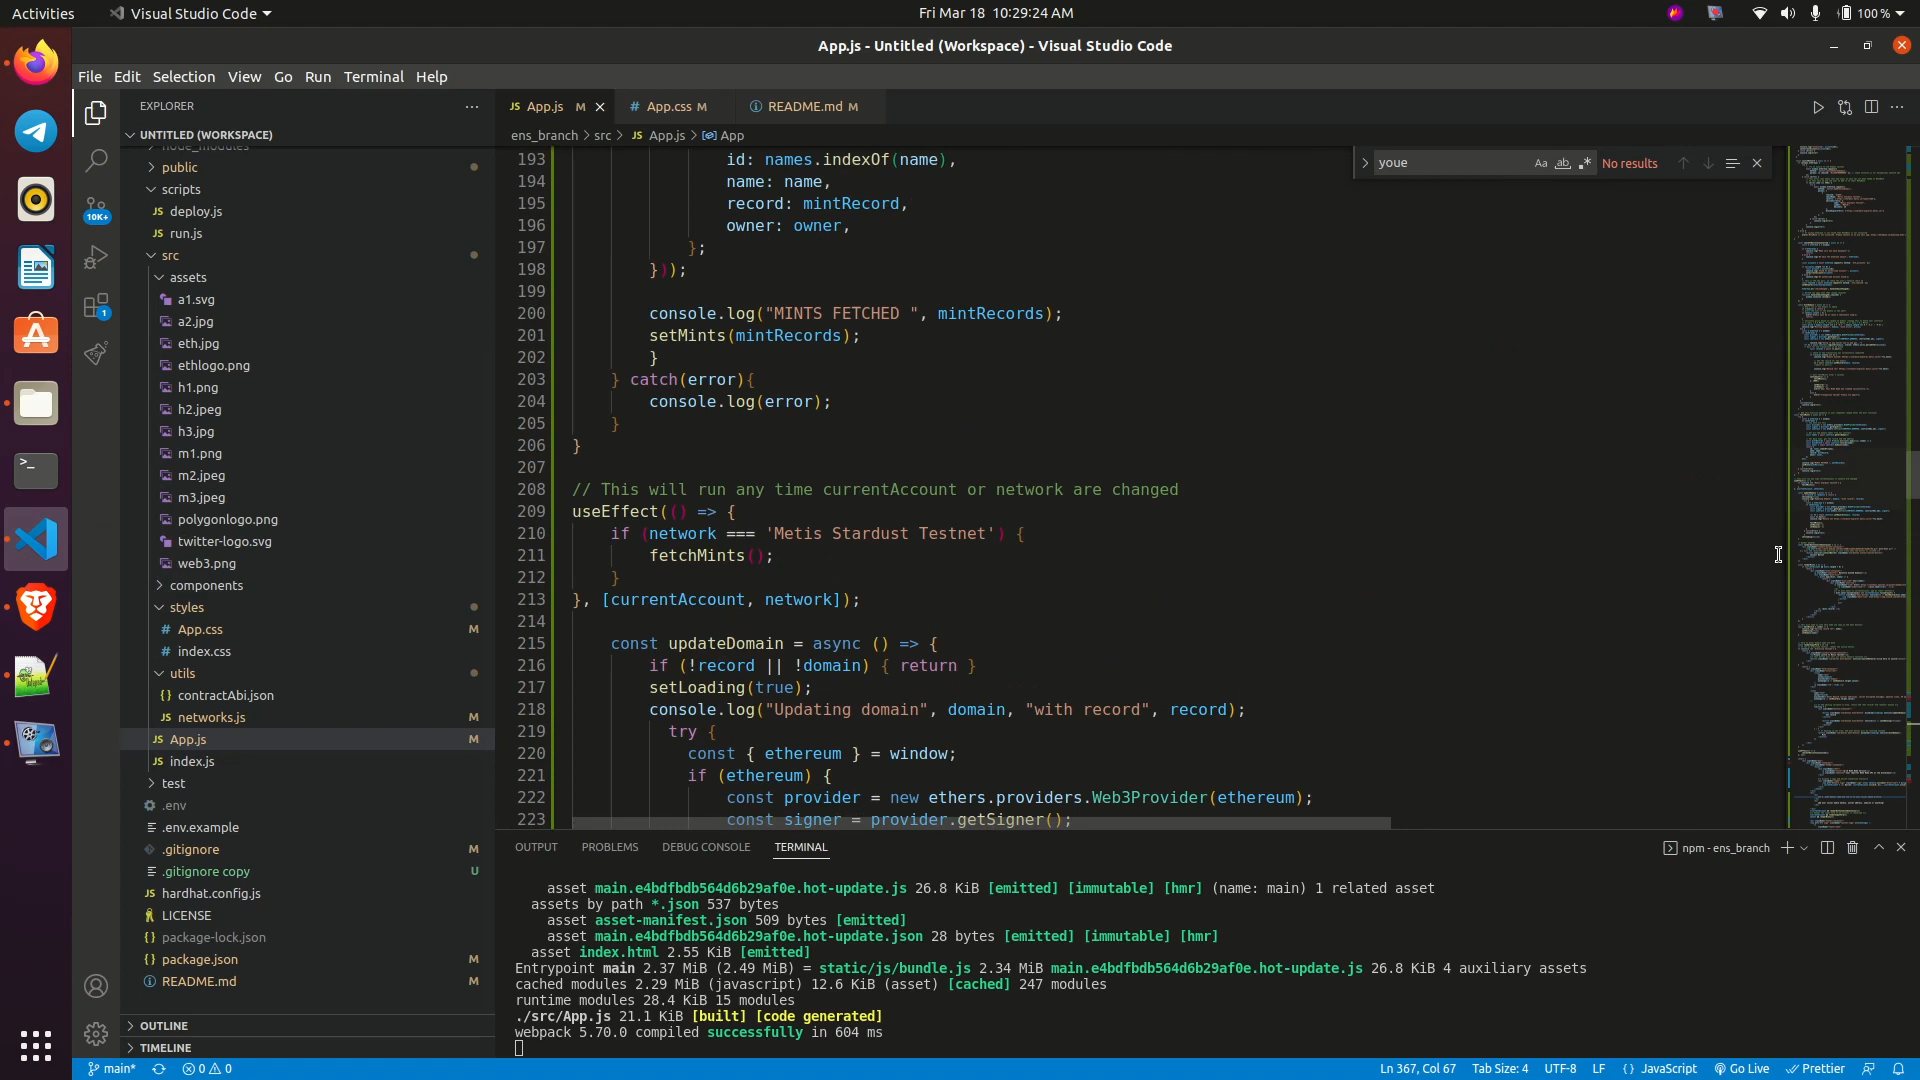 Activities
Visual Studio Code
Fri Mar 18 10:29:24 AM
100 %
App.js - Untitled (Workspace) - Visual Studio Code
File Edit Selection View Go Run Terminal Help
EXPLORER
UNTITLED (WORKSPACE)
node_modules
public
scripts
JS deploy.js
JS run.js
src
assets
a1.svg
a2.jpg
eth.jpg
ethlogo.png
h1.png
h2.jpeg
h3.jpg
m1.png
m2.jpeg
m3.jpeg
polygonlogo.png
twitter-logo.svg
web3.png
components
styles
# App.css M
# index.css
utils
{} contractAbi.json
JS networks.js M
JS App.js M
JS index.js
test
.env
.env.example
.gitignore M
.gitignore copy U
JS hardhat.config.js
LICENSE
{} package-lock.json
{} package.json M
README.md M
OUTLINE
TIMELINE
10K+
1
JS App.js M
# App.css M
README.md M
ens_branch > src > JS App.js > App
youe
Aa ab .* No results
193 id: names.indexOf(name),
194 name: name,
195 record: mintRecord,
196 owner: owner,
197 };
198 }));
199
200 console.log("MINTS FETCHED ", mintRecords);
201 setMints(mintRecords);
202 }
203 } catch(error){
204 console.log(error);
205 }
206 }
207
208 // This will run any time currentAccount or network are changed
209 useEffect(() => {
210 if (network === 'Metis Stardust Testnet') {
211 fetchMints();
212 }
213 }, [currentAccount, network]);
214
215 const updateDomain = async () => {
216 if (!record || !domain) { return }
217 setLoading(true);
218 console.log("Updating domain", domain, "with record", record);
219 try {
220 const { ethereum } = window;
221 if (ethereum) {
222 const provider = new ethers.providers.Web3Provider(ethereum);
223 const signer = provider.getSigner();
OUTPUT PROBLEMS DEBUG CONSOLE TERMINAL
npm - ens_branch
asset main.e4bdfbdb564d6b29af0e.hot-update.js 26.8 KiB [emitted] [immutable] [hmr] (name: main) 1 related asset
assets by path *.json 537 bytes
asset asset-manifest.json 509 bytes [emitted]
asset main.e4bdfbdb564d6b29af0e.hot-update.json 28 bytes [emitted] [immutable] [hmr]
asset index.html 2.55 KiB [emitted]
Entrypoint main 2.37 MiB (2.49 MiB) = static/js/bundle.js 2.34 MiB main.e4bdfbdb564d6b29af0e.hot-update.js 26.8 KiB 4 auxiliary assets
cached modules 2.29 MiB (javascript) 12.6 KiB (asset) [cached] 247 modules
runtime modules 28.4 KiB 15 modules
./src/App.js 21.1 KiB [built] [code generated]
webpack 5.70.0 compiled successfully in 604 ms
main*
0 0
Ln 367, Col 67
Tab Size: 4
UTF-8
LF
{} JavaScript
Go Live
Prettier